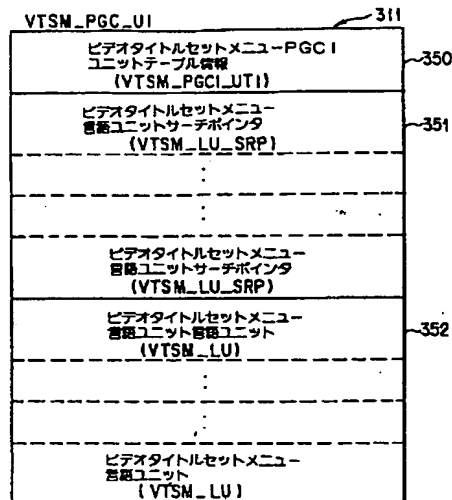 VTSM_PGC_UI
311
ビデオタイトルセットメニューPGCI
ユニットテーブル情報
(VTSM_PGCI_UTI)
350
ビデオタイトルセットメニュー
言語ユニットサーチポインタ
(VTSM_LU_SRP)
351
ビデオタイトルセットメニュー
言語ユニットサーチポインタ
(VTSM_LU_SRP)
ビデオタイトルセットメニュー
言語ユニット言語ユニット
(VTSM_LU)
352
ビデオタイトルセットメニュー
言語ユニット
(VTSM_LU)